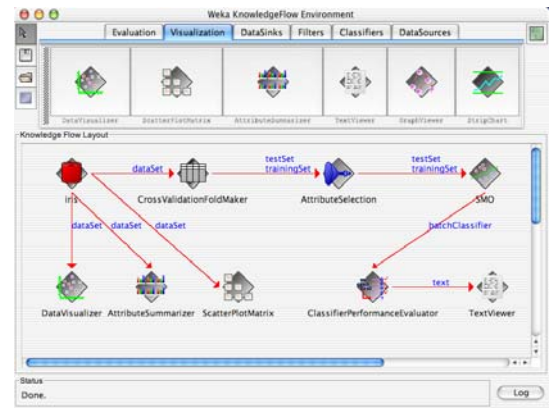 Weka KnowledgeFlow Environment
Evaluation Visualization DataSinks Filters Classifiers DataSources
DataVisualizer ScatterPlotMatrix AttributeSummarizer TextViewer GraphViewer StripChart
Knowledge Flow Layout
testSet testSet
dataSet trainingSet trainingSet
iris CrossValidationFoldMaker AttributeSelection SMO
dataSet dataSet dataSet batchClassifier
text
DataVisualizer AttributeSummarizer ScatterPlotMatrix ClassifierPerformanceEvaluator TextViewer
Status
Done.
Log